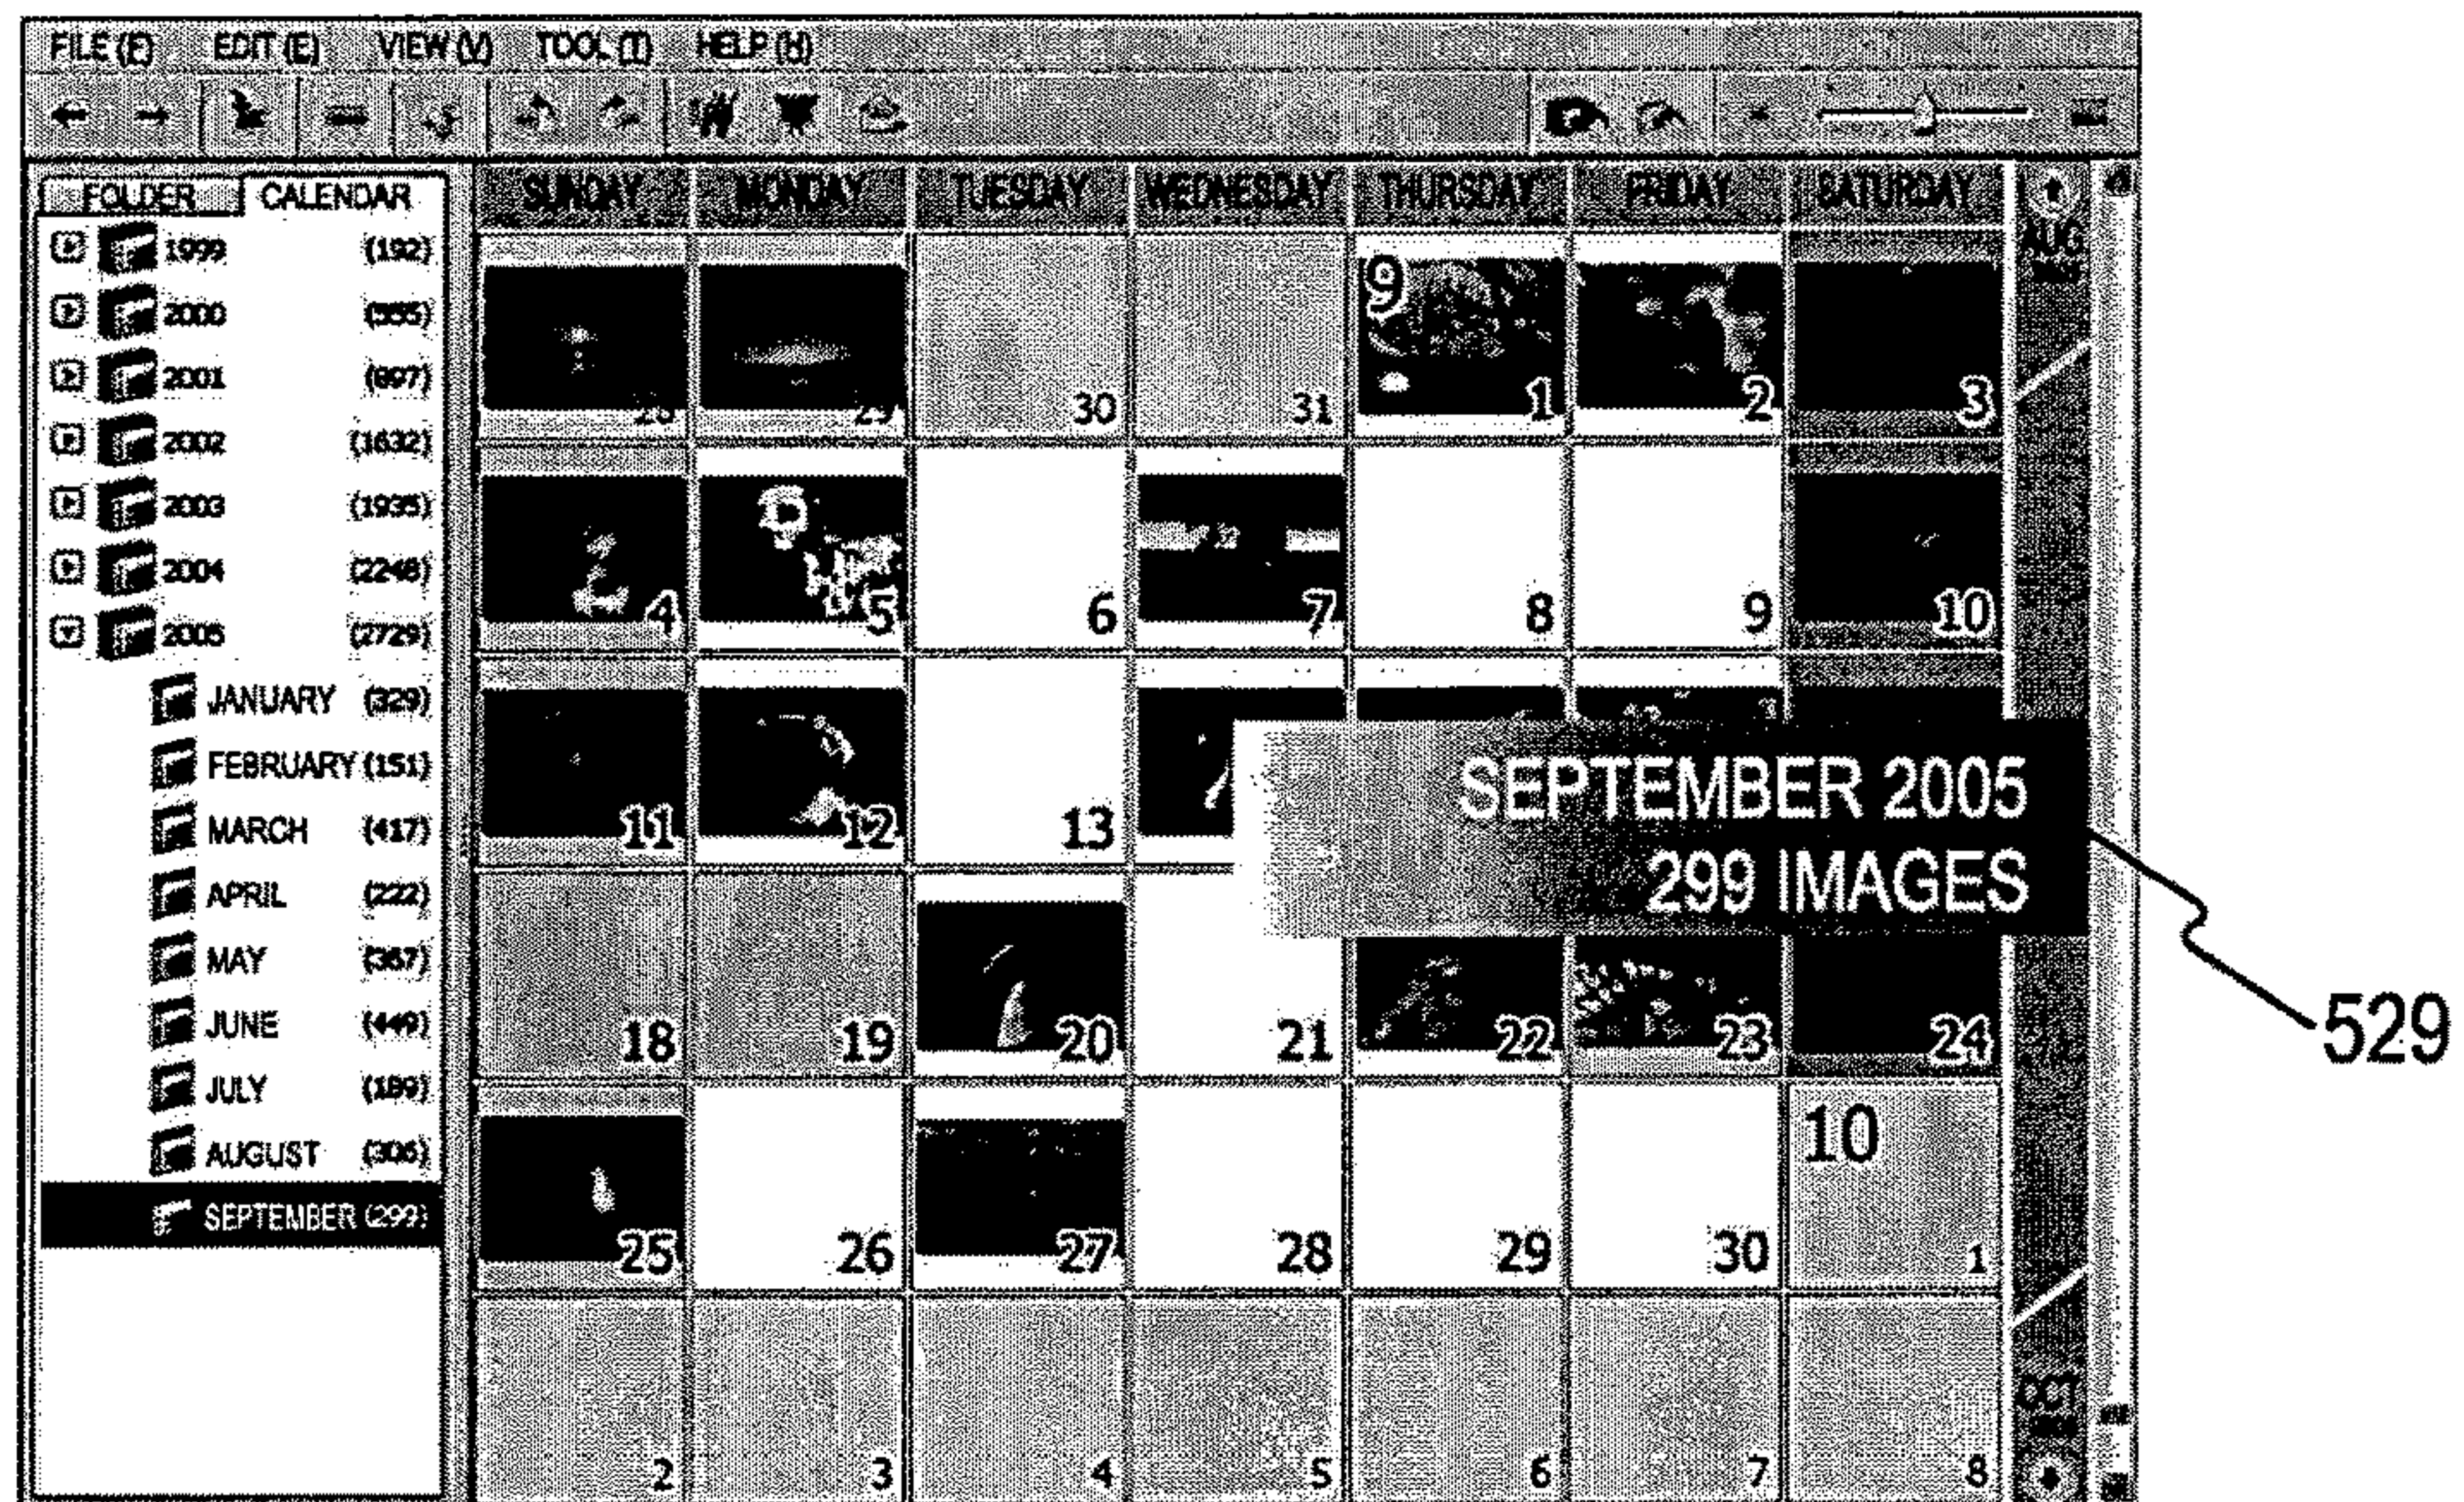 FILE (F) EDIT (E) VIEW (V) TOOL (T) HELP (H)
FOLDER CALENDAR
1999 (192)
2000 (555)
2001 (897)
2002 (1632)
2003 (1935)
2004 (2248)
2005 (2729)
JANUARY (329)
FEBRUARY (151)
MARCH (417)
APRIL (222)
MAY (367)
JUNE (449)
JULY (189)
AUGUST (306)
SEPTEMBER (299)
SUNDAY MONDAY TUESDAY WEDNESDAY THURSDAY FRIDAY SATURDAY
AUG
9
28 29 30 31 1 2 3
4 5 6 7 8 9 10
11 12 13
SEPTEMBER 2005
299 IMAGES
18 19 20 21 22 23 24
10
25 26 27 28 29 30 1
OCT
2 3 4 5 6 7 8
529